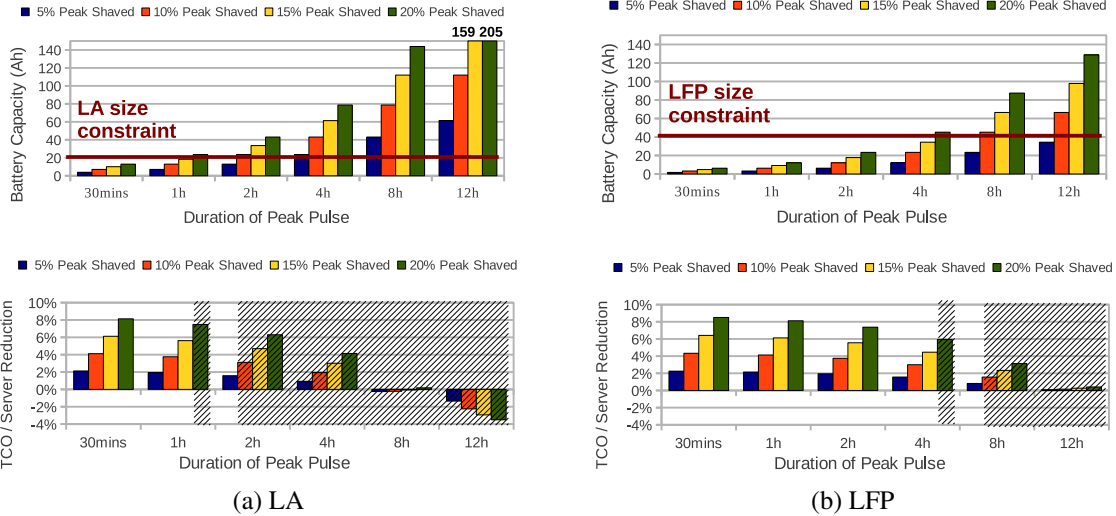 5% Peak Shaved 10% Peak Shaved 15% Peak Shaved 20% Peak Shaved
159 205
Battery Capacity (Ah)
140
120
100
80
60
40
20
0
LA size
constraint
30mins 1h 2h 4h 8h 12h
Duration of Peak Pulse
5% Peak Shaved 10% Peak Shaved 15% Peak Shaved 20% Peak Shaved
TCO / Server Reduction
10%
8%
6%
4%
2%
0%
-2%
-4%
30mins 1h 2h 4h 8h 12h
Duration of Peak Pulse
(a) LA
5% Peak Shaved 10% Peak Shaved 15% Peak Shaved 20% Peak Shaved
Battery Capacity (Ah)
140
120
100
80
60
40
20
0
LFP size
constraint
30mins 1h 2h 4h 8h 12h
Duration of Peak Pulse
5% Peak Shaved 10% Peak Shaved 15% Peak Shaved 20% Peak Shaved
TCO / Server Reduction
10%
8%
6%
4%
2%
0%
-2%
-4%
30mins 1h 2h 4h 8h 12h
Duration of Peak Pulse
(b) LFP